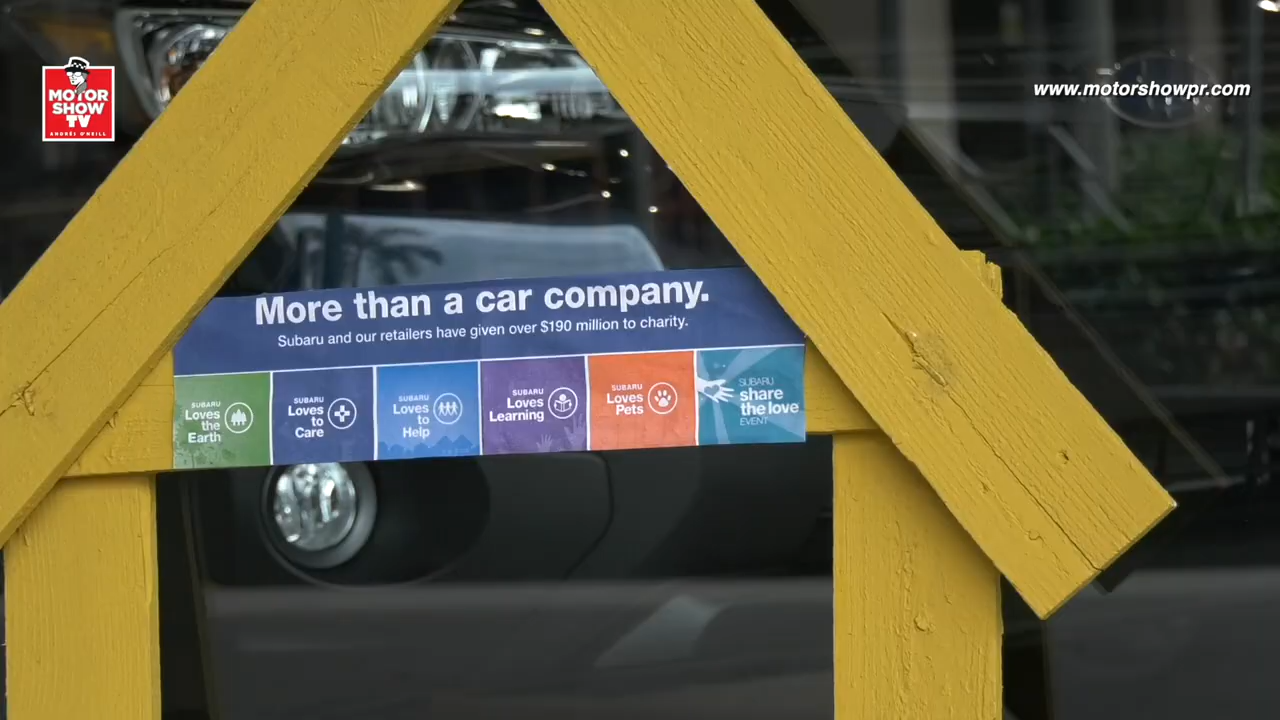 MOTOR
SHOW
TV
ANDRÉS O'NEILL
www.motorshowpr.com
More than a car company.
Subaru and our retailers have given over $190 million to charity.
SUBARU
Loves
the
Earth
SUBARU
Loves
to
Care
SUBARU
Loves
to
Help
SUBARU
Loves
Learning
SUBARU
Loves
Pets
SUBARU
share
the love
EVENT